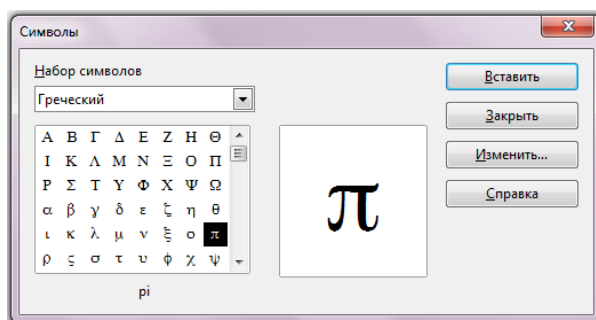 Символы
Набор символов
Греческий
Α Β Γ Δ Ε Ζ Η Θ
Ι Κ Λ Μ Ν Ξ Ο Π
Ρ Σ Τ Υ Φ Χ Ψ Ω
α β γ δ ε ζ η θ
ι κ λ μ ν ξ ο π
ρ ς σ τ υ φ χ ψ
pi
π
Вставить
Закрыть
Изменить...
Справка